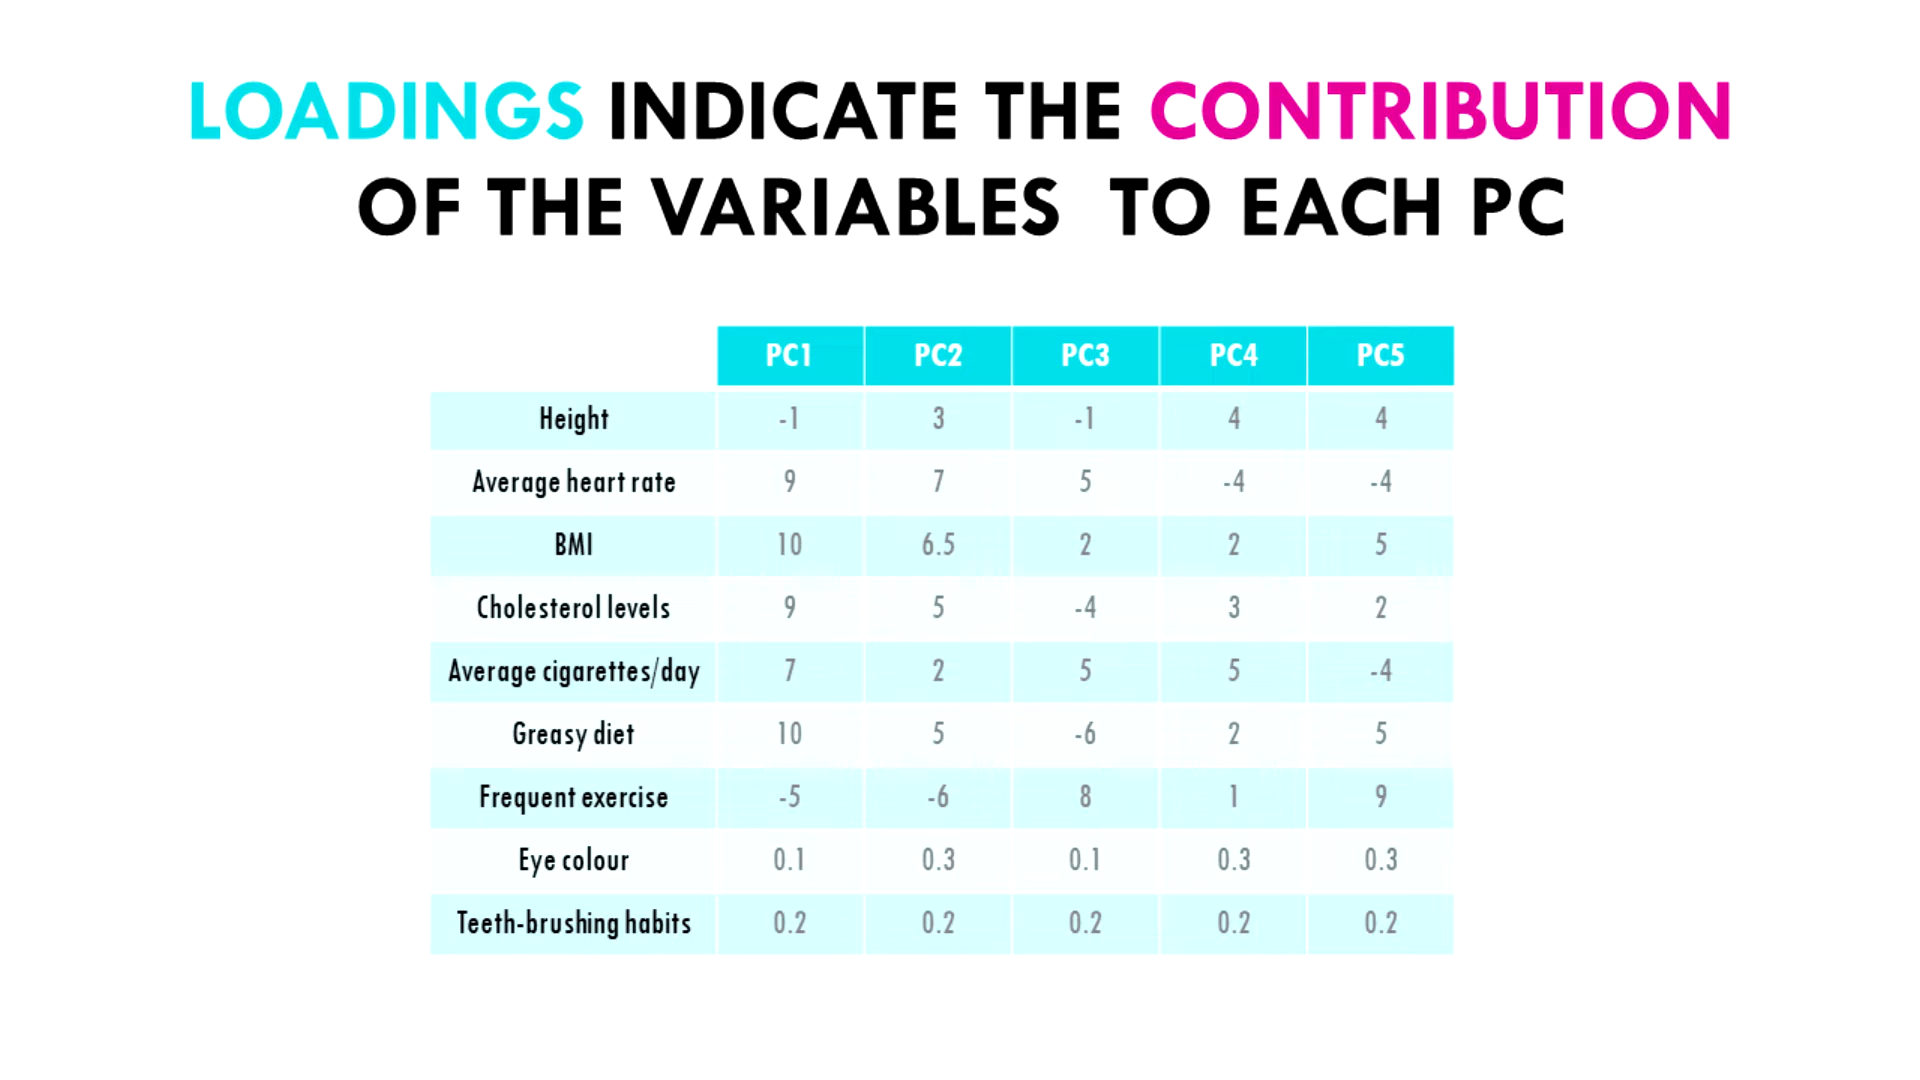 LOADINGS INDICATE THE CONTRIBUTION
OF THE VARIABLES TO EACH PC
PC1 PC2 PC3 PC4 PC5
Height -1 3 -1 4 4
Average heart rate 9 7 5 -4 -4
BMI 10 6.5 2 2 5
Cholesterol levels 9 5 -4 3 2
Average cigarettes/day 7 2 5 5 -4
Greasy diet 10 5 -6 2 5
Frequent exercise -5 -6 8 1 9
Eye colour 0.1 0.3 0.1 0.3 0.3
Teeth-brushing habits 0.2 0.2 0.2 0.2 0.2